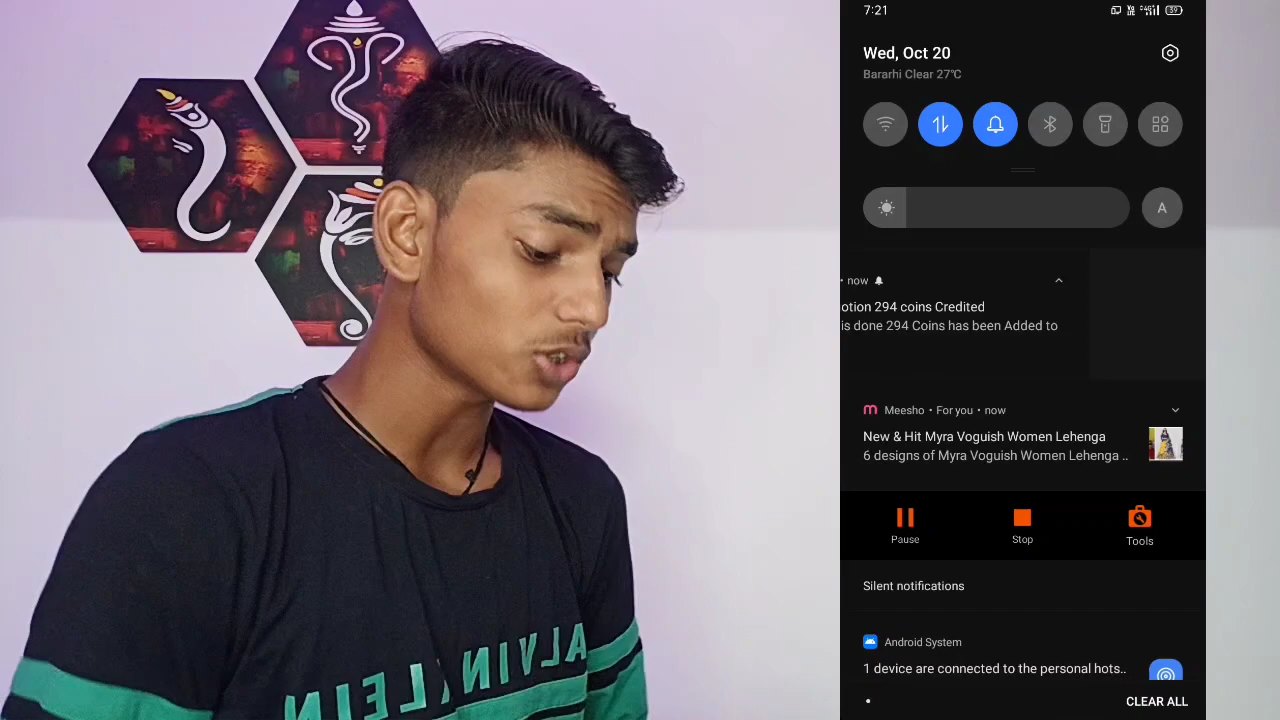 7:21
Wed, Oct 20
Bararhi Clear 27°C
A
• now
otion 294 coins Credited
is done 294 Coins has been Added to
Meesho • For you • now
New & Hit Myra Voguish Women Lehenga
6 designs of Myra Voguish Women Lehenga ..
Pause
Stop
Tools
Silent notifications
Android System
1 device are connected to the personal hots..
CLEAR ALL
ALVIN KLEIN